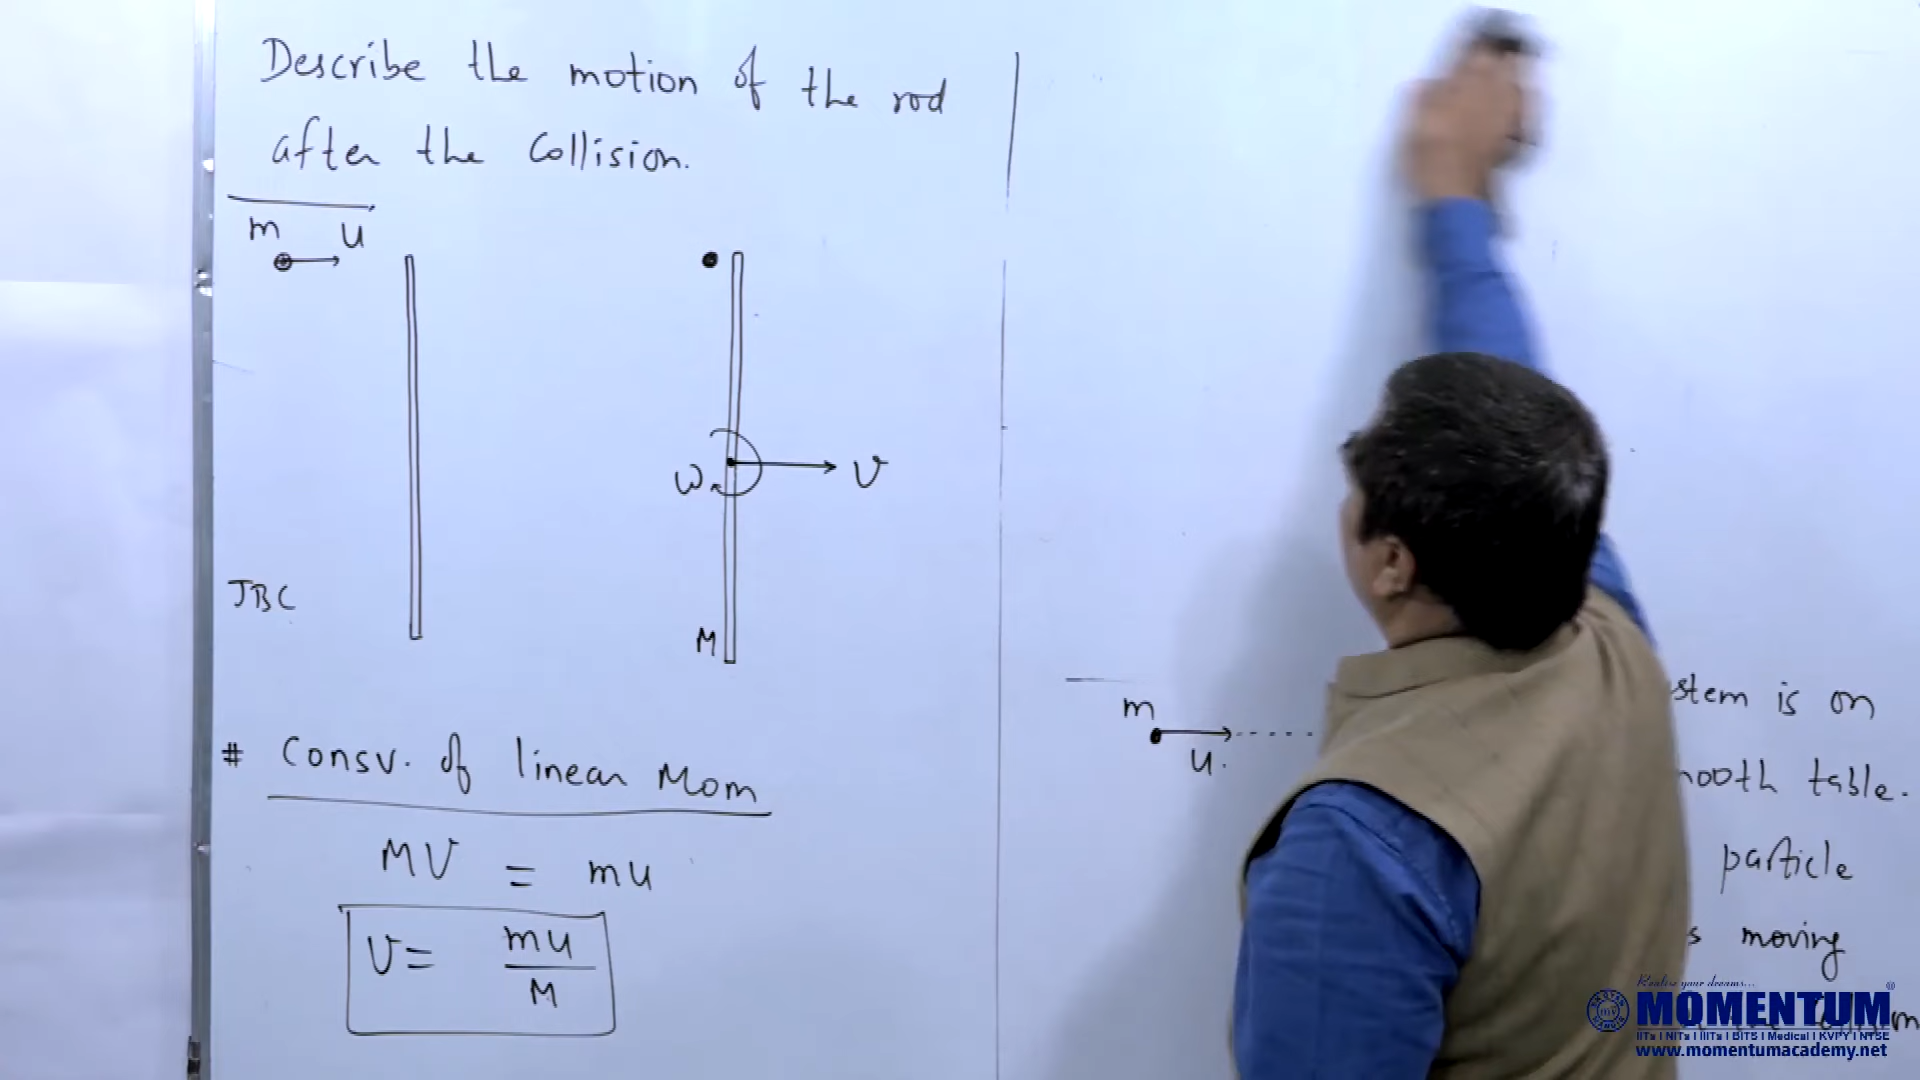 Describe the motion of the rod
after the Collision.
m u
ω v
JBC
M
# Consv. of linear Mom
MV = mu
V = mu
M
m
u.
stem is on
mooth table.
particle
s moving
Realise your dreams...
MOMENTUM
IITs | NITs | IIITs | BITS | Medical | KVPY | NTSE
www.momentumacademy.net